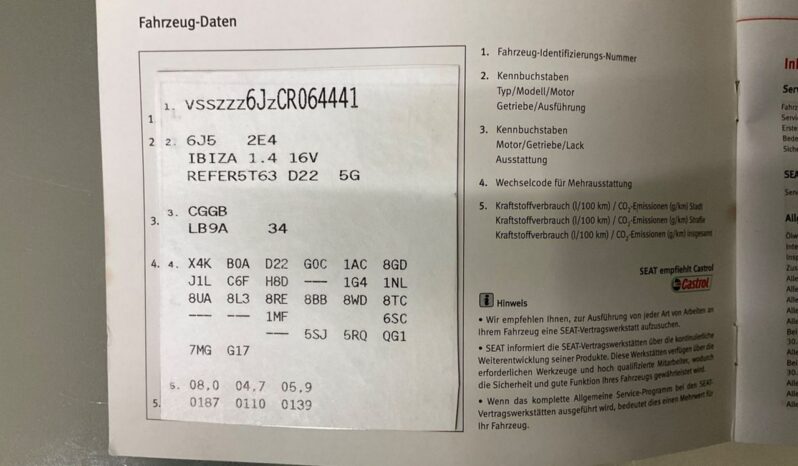 Fahrzeug-Daten
1. VSSZZZ6JZCR064441
1
2 2. 6J5 2E4
IBIZA 1.4 16V
REFER5T63 D22 5G
3. CGGB
3.
LB9A 34
4. 4. X4K B0A D22 G0C 1AC 8GD
J1L C6F H8D --- 1G4 1NL
8UA 8L3 8RE 8BB 8WD 8TC
--- --- 1MF 6SC
--- 5SJ 5RQ QG1
7MG G17
5. 08,0 04,7 05,9
5. 0187 0110 0139
1. Fahrzeug-Identifizierungs-Nummer
2. Kennbuchstaben
Typ/Modell/Motor
Getriebe/Ausführung
3. Kennbuchstaben
Motor/Getriebe/Lack
Ausstattung
4. Wechselcode für Mehrausstattung
5. Kraftstoffverbrauch (l/100 km) / CO₂-Emissionen (g/km) Stadt
Kraftstoffverbrauch (l/100 km) / CO₂-Emissionen (g/km) Straße
Kraftstoffverbrauch (l/100 km) / CO₂-Emissionen (g/km) insgesamt
SEAT empfiehlt Castrol
Castrol
i Hinweis
• Wir empfehlen Ihnen, zur Ausführung von jeder Art von Arbeiten an
Ihrem Fahrzeug eine SEAT-Vertragswerkstatt aufzusuchen.
• SEAT informiert die SEAT-Vertragswerkstätten über die kontinuierliche
Weiterentwicklung seiner Produkte. Diese Werkstätten verfügen über die
erforderlichen Werkzeuge und hoch qualifizierte Mitarbeiter, wodurch
die Sicherheit und gute Funktion Ihres Fahrzeugs gewährleistet wird.
• Wenn das komplette Allgemeine Service-Programm bei den SEAT-
Vertragswerkstätten ausgeführt wird, bedeutet dies einen Mehrwert für
Ihr Fahrzeug.